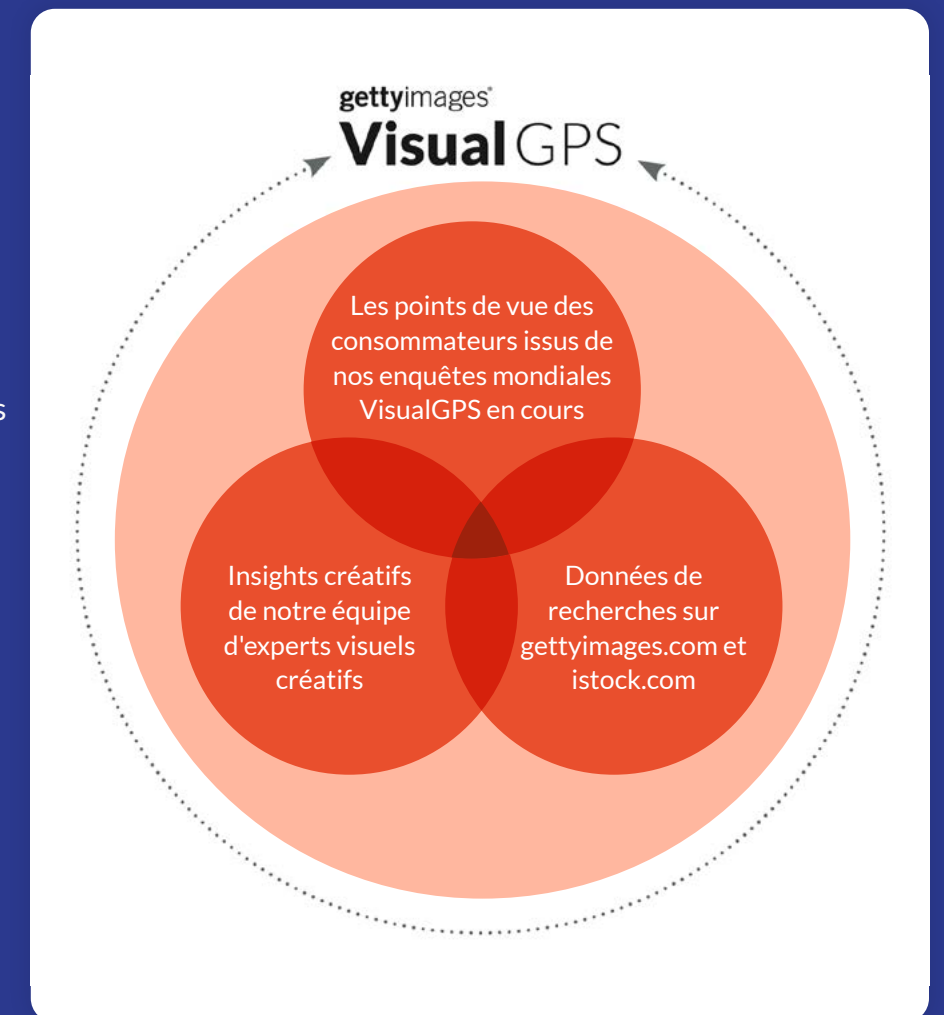 gettyimages®
Visual GPS
Les points de vue des
consommateurs issus de
nos enquêtes mondiales
VisualGPS en cours
Insights créatifs
de notre équipe
d'experts visuels
créatifs
Données de
recherches sur
gettyimages.com et
istock.com